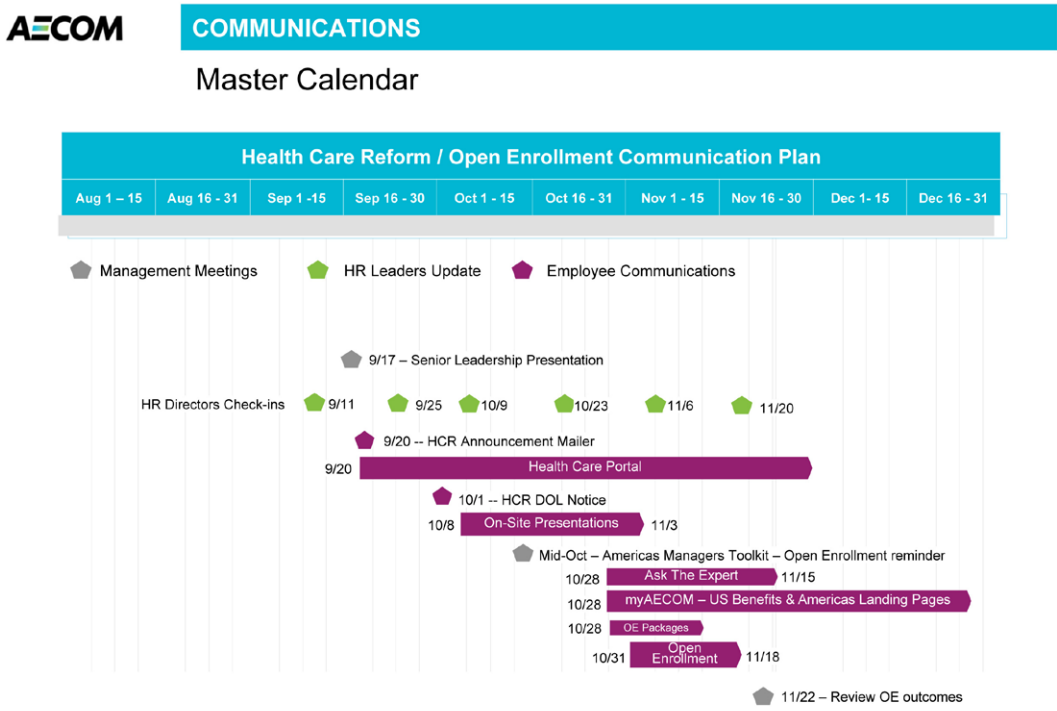 AECOM
COMMUNICATIONS
Master Calendar
Health Care Reform / Open Enrollment Communication Plan
Aug 1 – 15 Aug 16 - 31 Sep 1 -15 Sep 16 - 30 Oct 1 - 15 Oct 16 - 31 Nov 1 - 15 Nov 16 - 30 Dec 1- 15 Dec 16 - 31
Management Meetings HR Leaders Update Employee Communications
9/17 – Senior Leadership Presentation
HR Directors Check-ins 9/11 9/25 10/9 10/23 11/6 11/20
9/20 -- HCR Announcement Mailer
9/20 Health Care Portal
10/1 -- HCR DOL Notice
10/8 On-Site Presentations 11/3
Mid-Oct – Americas Managers Toolkit – Open Enrollment reminder
10/28 Ask The Expert 11/15
10/28 myAECOM – US Benefits & Americas Landing Pages
10/28 OE Packages
10/31 Open Enrollment 11/18
11/22 – Review OE outcomes